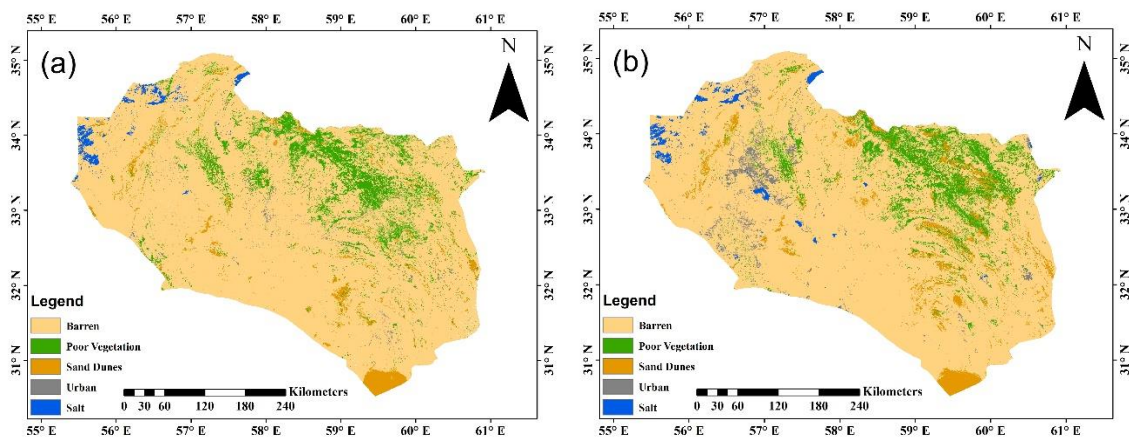 55° E 56° E 57° E 58° E 59° E 60° E 61° E
(a)
N
35° N 34° N 33° N 32° N 31° N
35° N 34° N 33° N 32° N 31° N
Legend
Barren
Poor Vegetation
Sand Dunes
Urban
Salt
Kilometers
0 30 60 120 180 240
55° E 56° E 57° E 58° E 59° E 60° E 61° E
55° E 56° E 57° E 58° E 59° E 60° E 61° E
(b)
N
35° N 34° N 33° N 32° N 31° N
35° N 34° N 33° N 32° N 31° N
Legend
Barren
Poor Vegetation
Sand Dunes
Urban
Salt
Kilometers
0 30 60 120 180 240
55° E 56° E 57° E 58° E 59° E 60° E 61° E